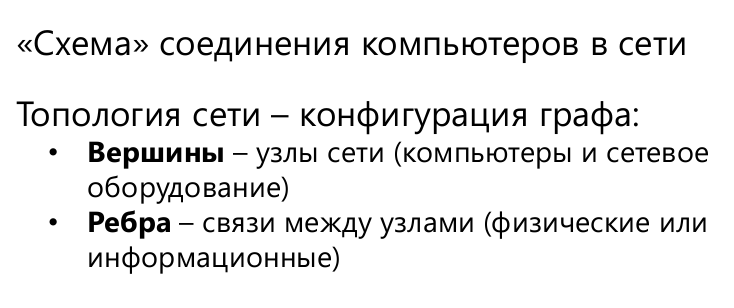 «Схема» соединения компьютеров в сети
Топология сети – конфигурация графа:
• Вершины – узлы сети (компьютеры и сетевое
оборудование)
• Ребра – связи между узлами (физические или
информационные)